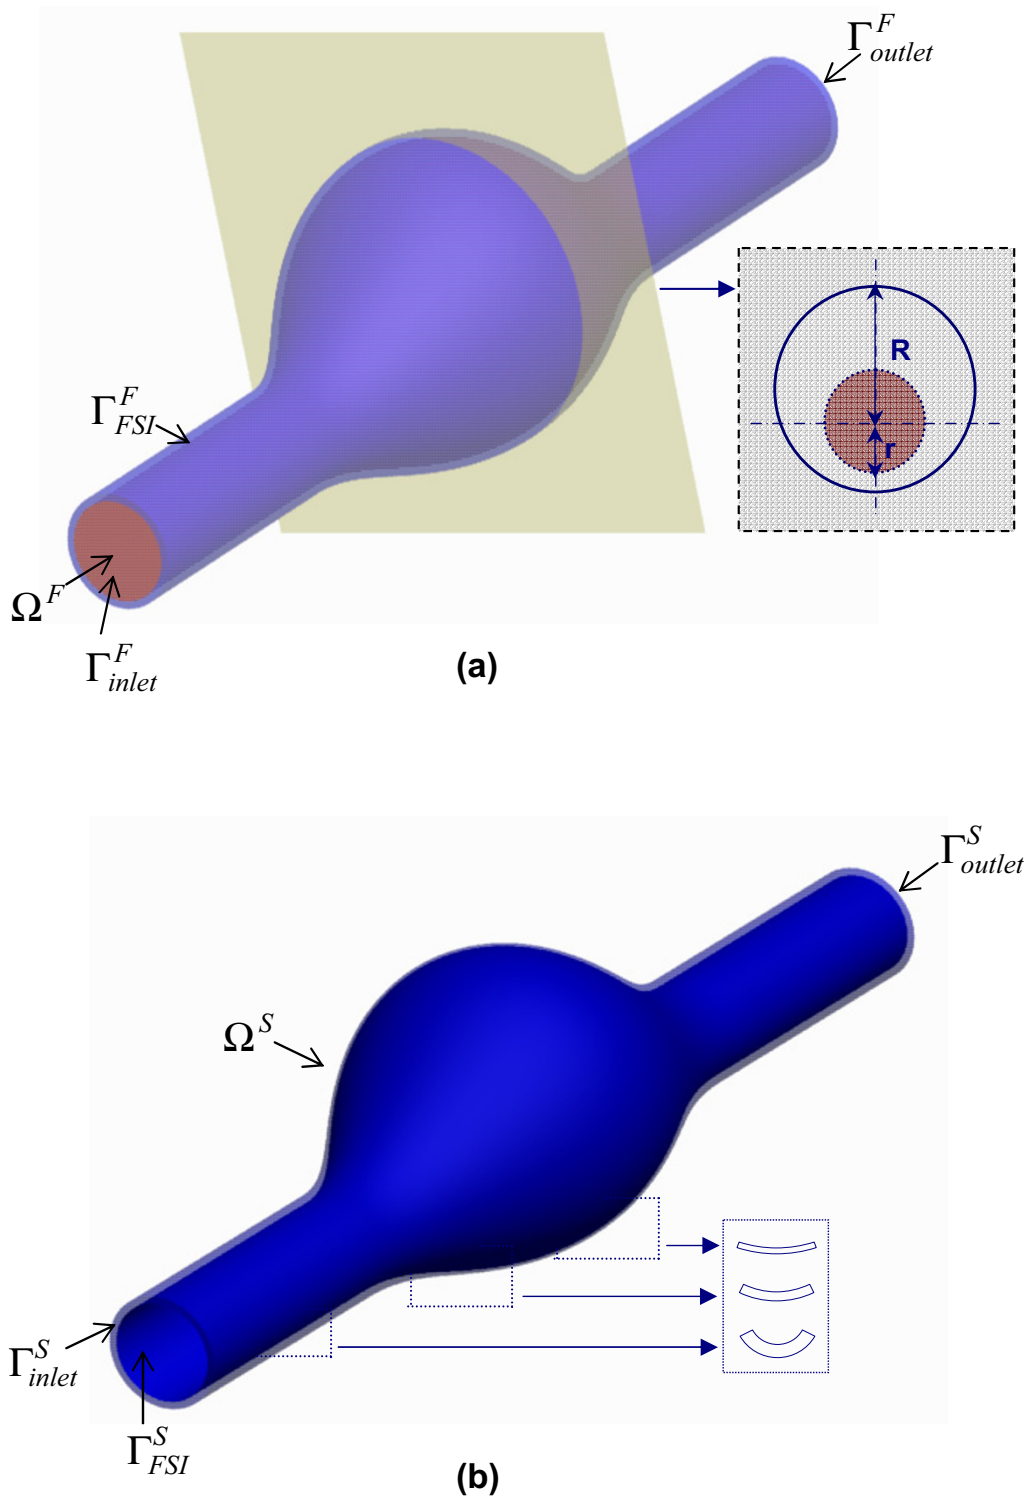 Γ^F_outlet
R
r
Γ^F_FSI
Ω^F
Γ^F_inlet
(a)
Γ^S_outlet
Ω^S
Γ^S_inlet
Γ^S_FSI
(b)